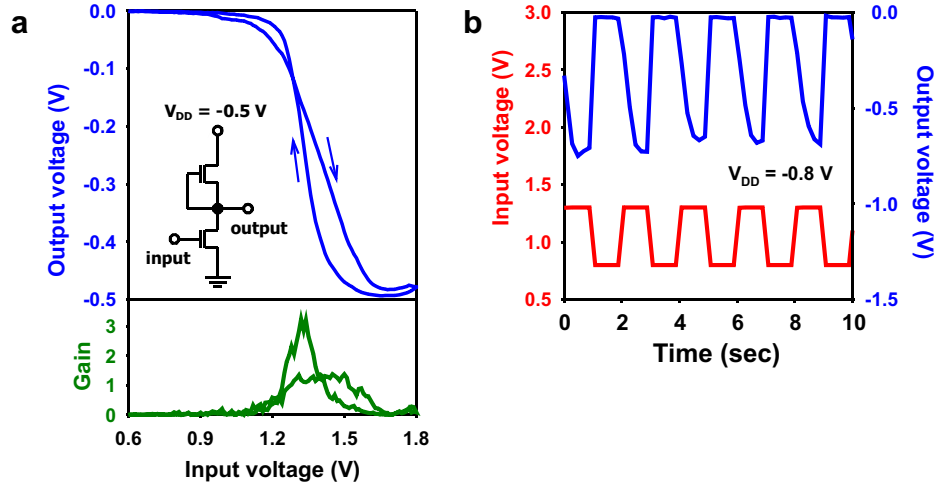 a
Output voltage (V)
0.0
-0.1
-0.2
-0.3
-0.4
-0.5
V_DD = -0.5 V
output
input
Gain
3
2
1
0
0.6
0.9
1.2
1.5
1.8
Input voltage (V)
b
Input voltage (V)
3.0
2.5
2.0
1.5
1.0
0.5
V_DD = -0.8 V
0.0
-0.5
-1.0
-1.5
Output voltage (V)
0
2
4
6
8
10
Time (sec)